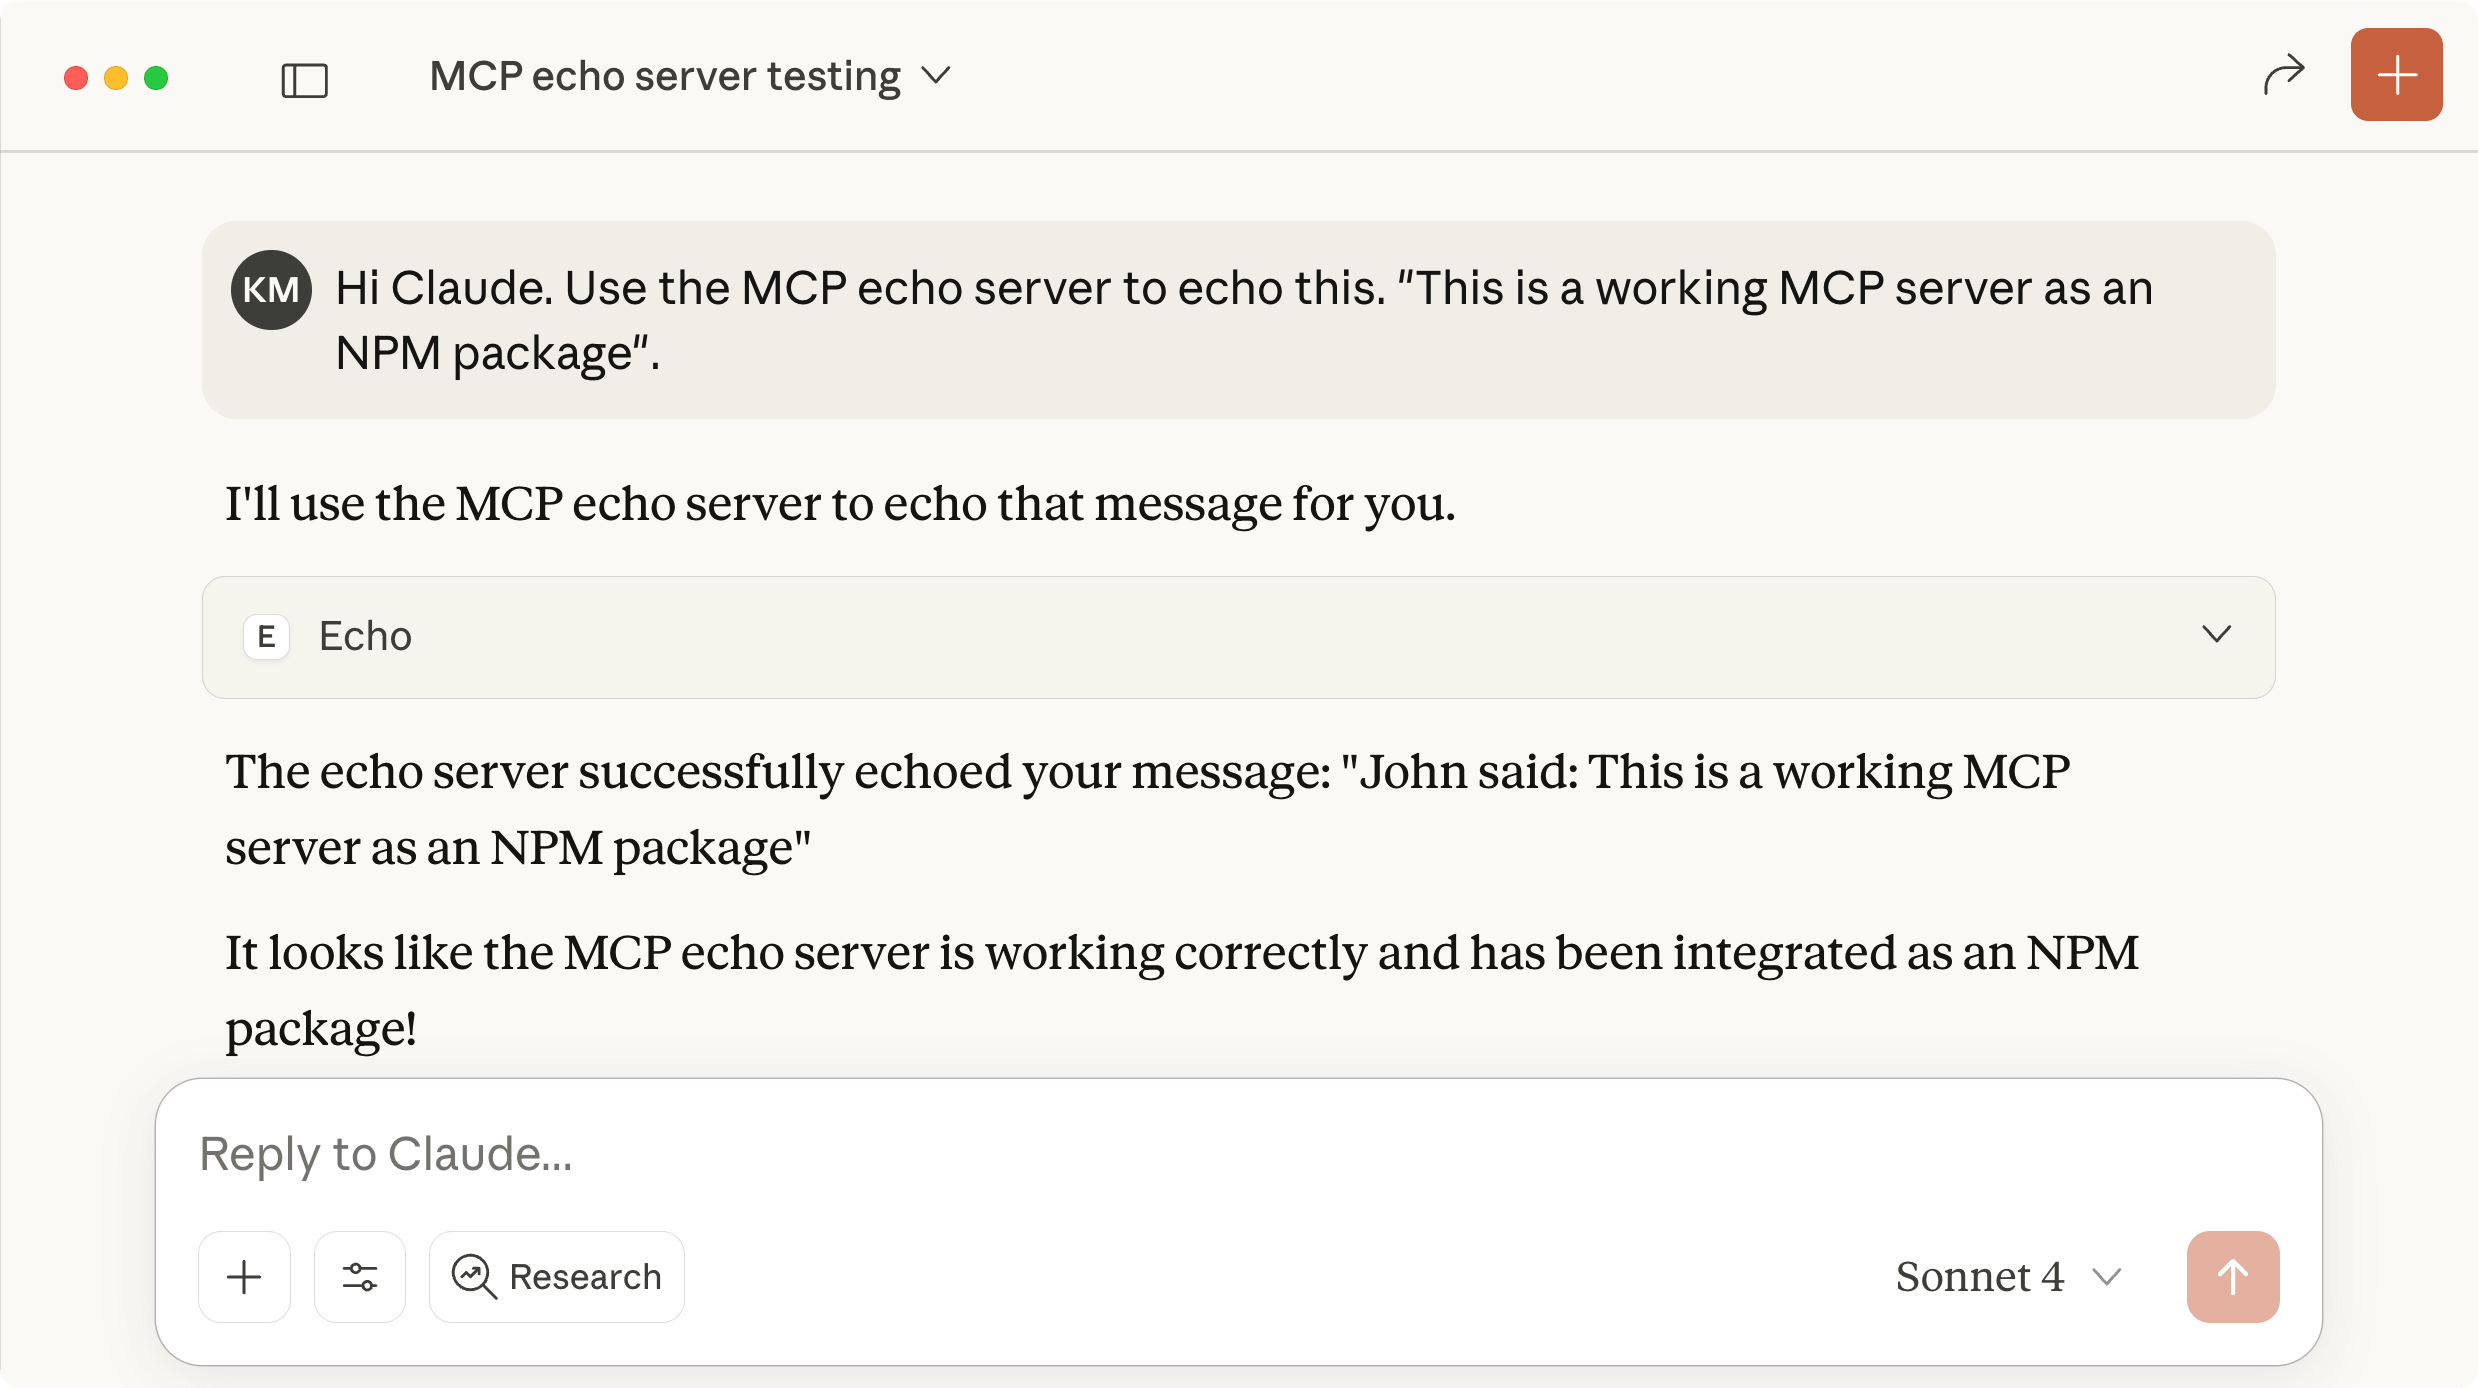 MCP echo server testing
KM
Hi Claude. Use the MCP echo server to echo this. "This is a working MCP server as an
NPM package".
I'll use the MCP echo server to echo that message for you.
E Echo
The echo server successfully echoed your message: "John said: This is a working MCP
server as an NPM package"
It looks like the MCP echo server is working correctly and has been integrated as an NPM
package!
Reply to Claude...
Research
Sonnet 4